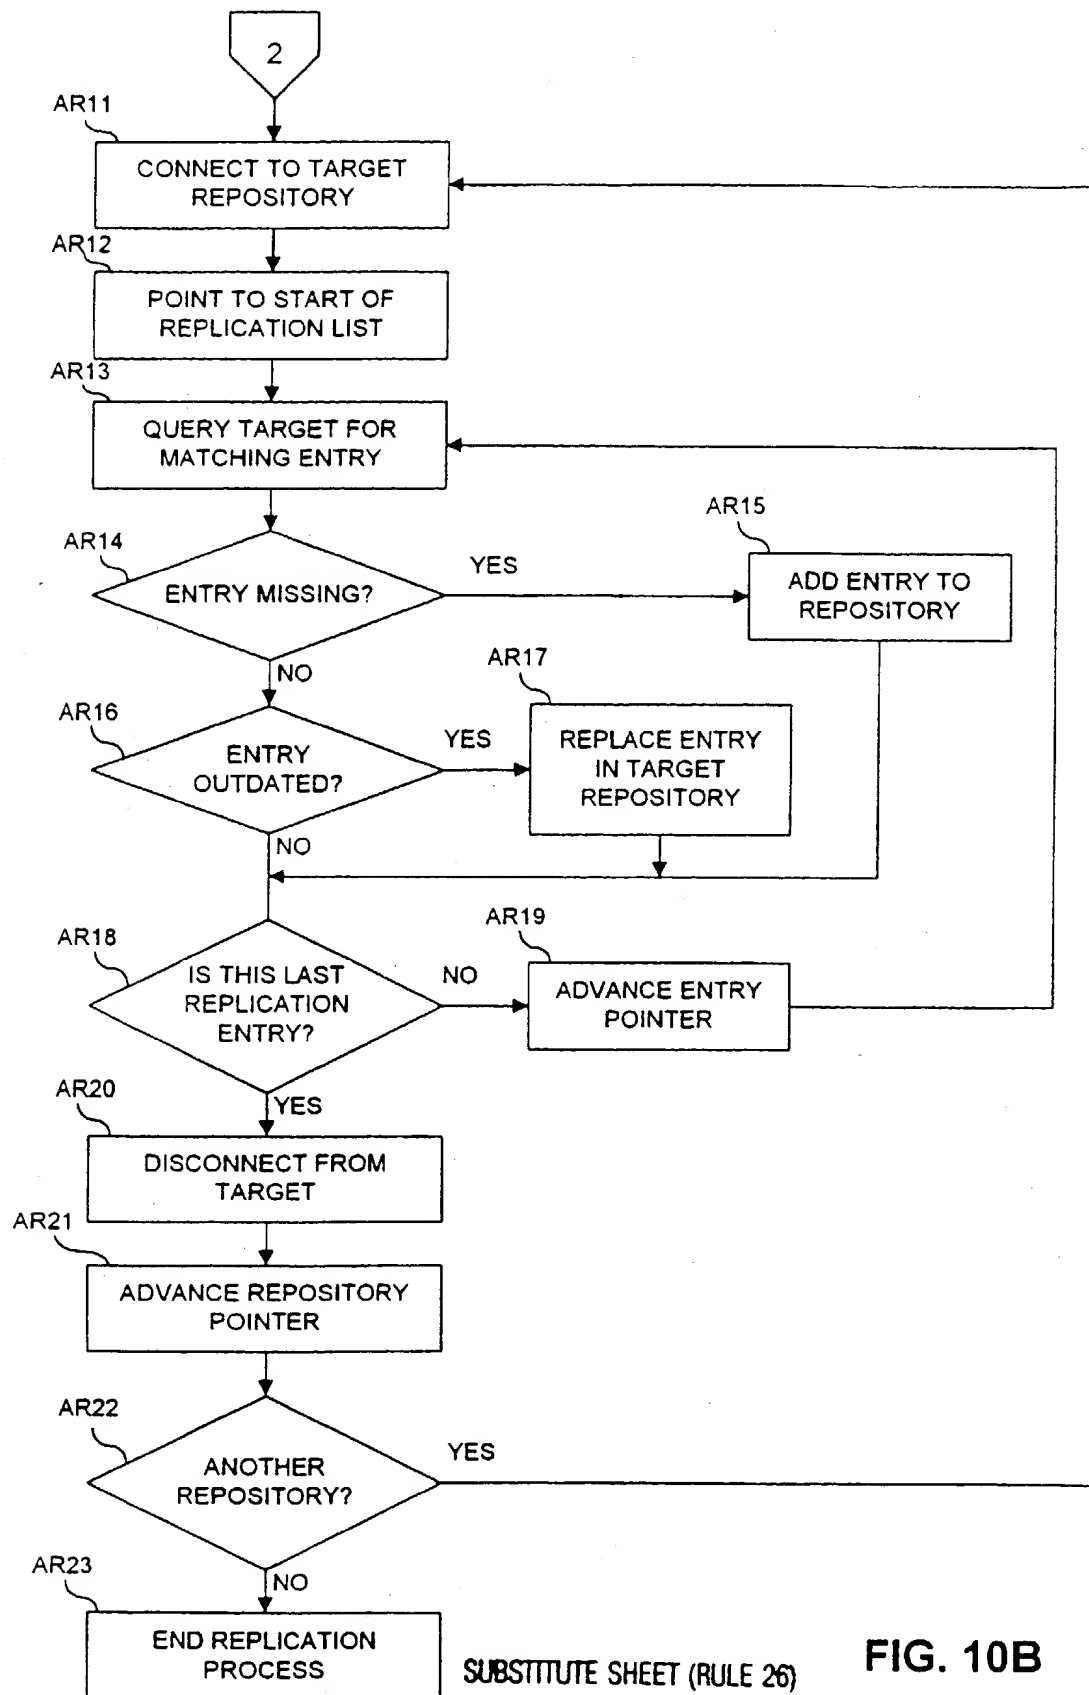 2
AR11
CONNECT TO TARGET
REPOSITORY
AR12
POINT TO START OF
REPLICATION LIST
AR13
QUERY TARGET FOR
MATCHING ENTRY
AR14
ENTRY MISSING?
YES
AR15
ADD ENTRY TO
REPOSITORY
NO
AR16
ENTRY
OUTDATED?
YES
AR17
REPLACE ENTRY
IN TARGET
REPOSITORY
NO
AR18
IS THIS LAST
REPLICATION
ENTRY?
NO
AR19
ADVANCE ENTRY
POINTER
YES
AR20
DISCONNECT FROM
TARGET
AR21
ADVANCE REPOSITORY
POINTER
AR22
ANOTHER
REPOSITORY?
YES
NO
AR23
END REPLICATION
PROCESS
SUBSTITUTE SHEET (RULE 26)
FIG. 10B